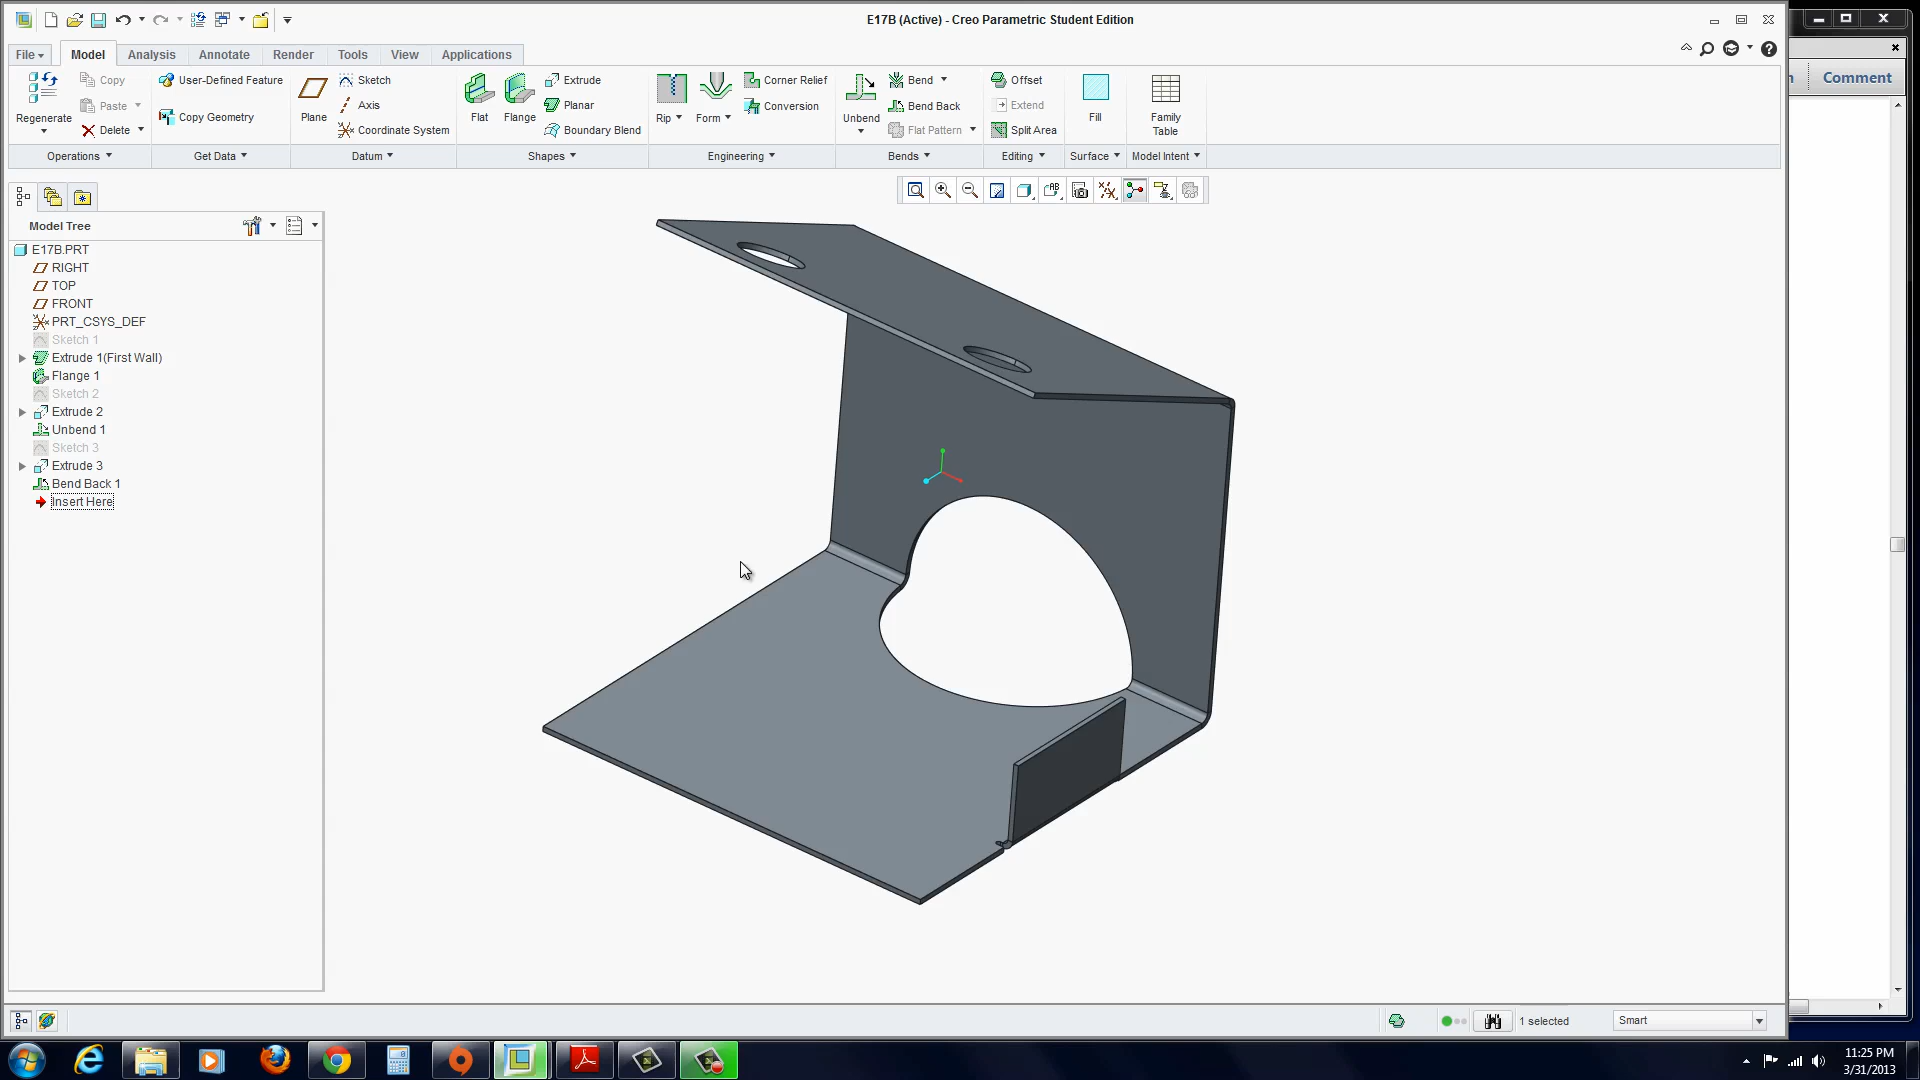 E17B (Active) - Creo Parametric Student Edition
File Model Analysis Annotate Render Tools View Applications
Comment
Regenerate
Copy
Paste
Delete
User-Defined Feature
Copy Geometry
Plane
Sketch
Axis
Coordinate System
Flat
Flange
Extrude
Planar
Boundary Blend
Rip
Form
Corner Relief
Conversion
Unbend
Bend
Bend Back
Flat Pattern
Offset
Extend
Split Area
Fill
Family
Table
Operations Get Data Datum Shapes Engineering Bends Editing Surface Model Intent
Model Tree
E17B.PRT
RIGHT
TOP
FRONT
PRT_CSYS_DEF
Sketch 1
Extrude 1(First Wall)
Flange 1
Sketch 2
Extrude 2
Unbend 1
Sketch 3
Extrude 3
Bend Back 1
Insert Here
1 selected
Smart
11:25 PM
3/31/2013